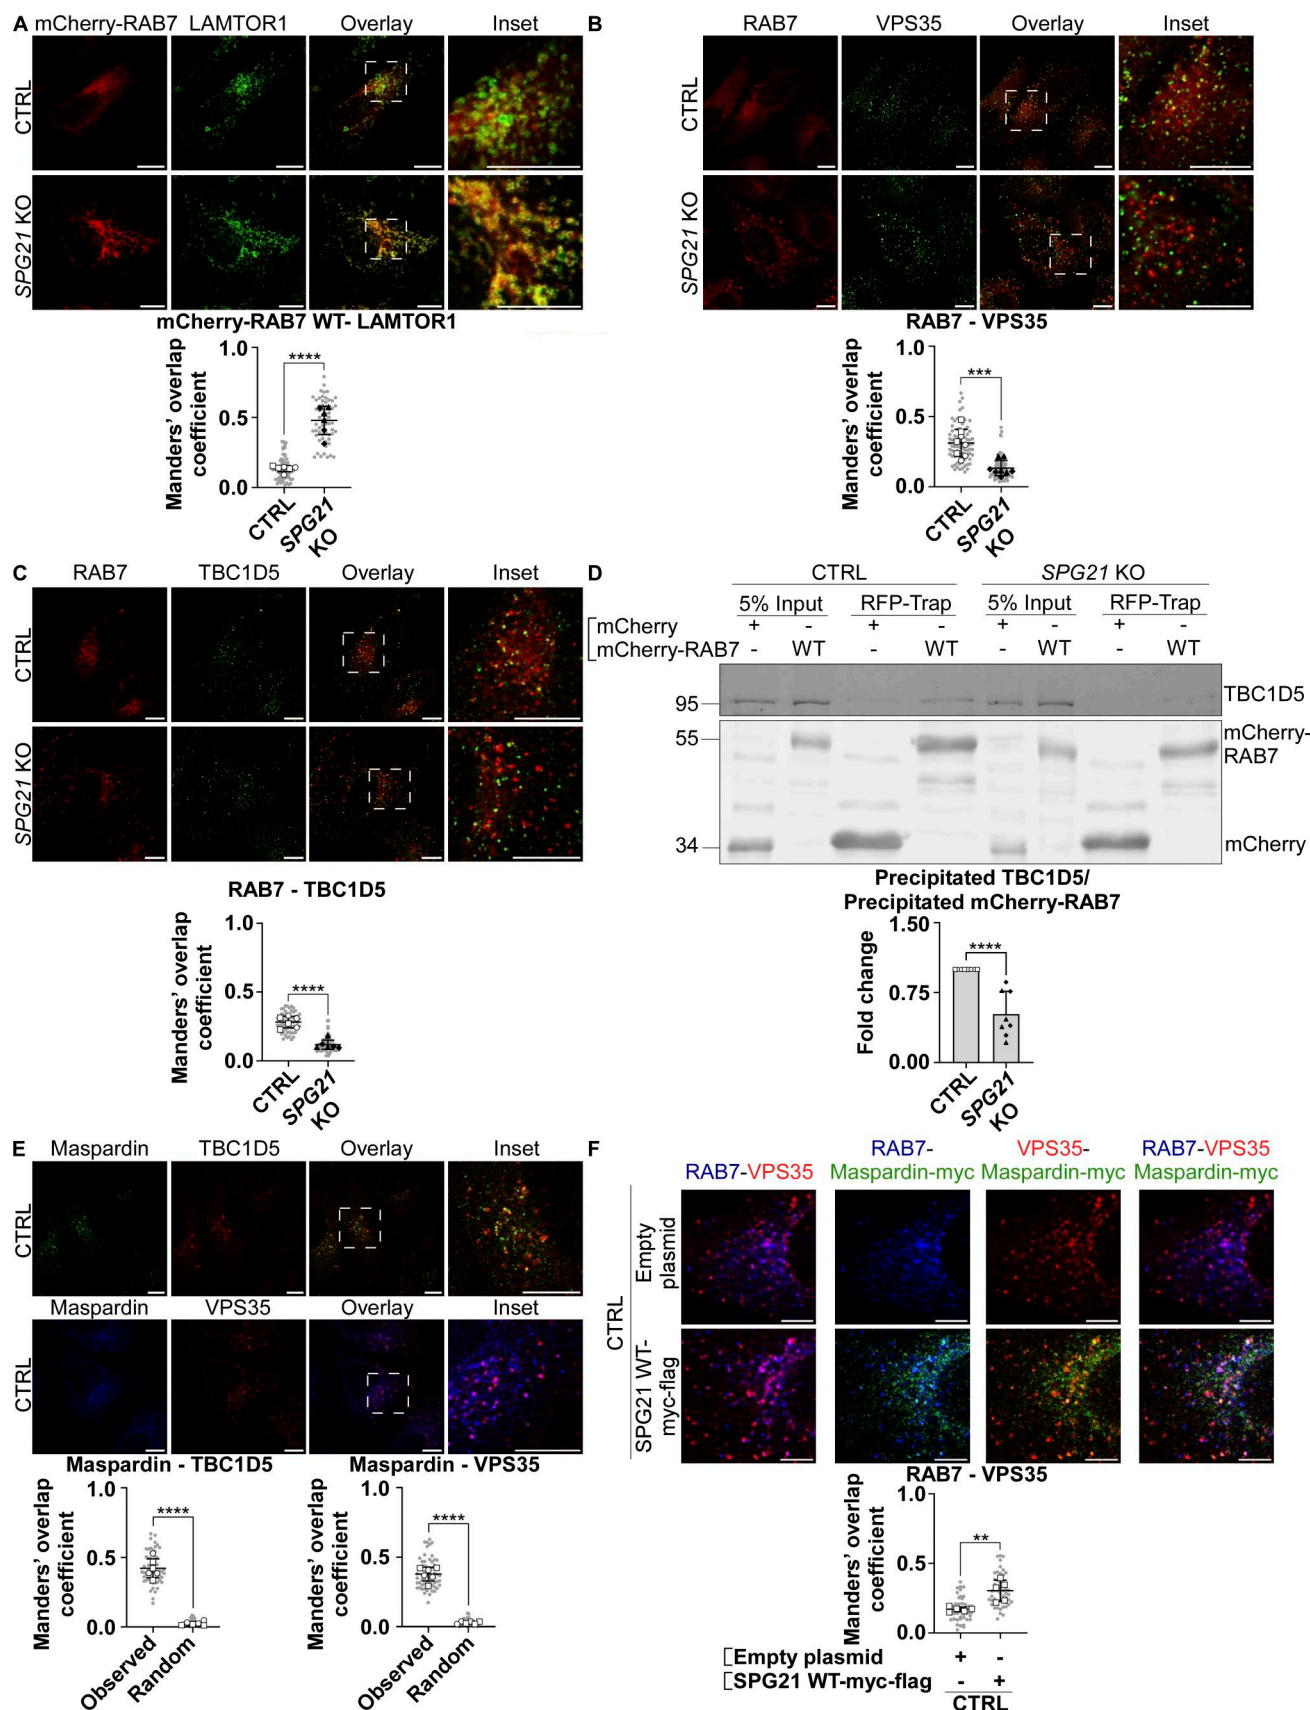 A mCherry-RAB7 LAMTOR1 Overlay Inset
CTRL
SPG21 KO
mCherry-RAB7 WT- LAMTOR1
Manders' overlap
coefficient
1.0
0.5
0.0
****
CTRL
SPG21
KO
B RAB7 VPS35 Overlay Inset
CTRL
SPG21 KO
RAB7 - VPS35
Manders' overlap
coefficient
1.0
0.5
0.0
***
CTRL
SPG21
KO
C RAB7 TBC1D5 Overlay Inset
CTRL
SPG21 KO
RAB7 - TBC1D5
Manders' overlap
coefficient
1.0
0.5
0.0
****
CTRL
SPG21
KO
D CTRL SPG21 KO
5% Input RFP-Trap 5% Input RFP-Trap
mCherry + - + - + - + -
mCherry-RAB7 - WT - WT - WT - WT
95 TBC1D5
55 mCherry-
RAB7
34 mCherry
Precipitated TBC1D5/
Precipitated mCherry-RAB7
Fold change
1.50
0.75
0.00
****
CTRL
SPG21
KO
E Maspardin TBC1D5 Overlay Inset
CTRL
Maspardin VPS35 Overlay Inset
CTRL
Maspardin - TBC1D5
Manders' overlap
coefficient
1.0
0.5
0.0
****
Observed
Random
Maspardin - VPS35
Manders' overlap
coefficient
1.0
0.5
0.0
****
Observed
Random
F
RAB7-VPS35
RAB7-
Maspardin-myc
VPS35-
Maspardin-myc
RAB7-VPS35
Maspardin-myc
CTRL
Empty
plasmid
SPG21 WT-
myc-flag
RAB7 - VPS35
Manders' overlap
coefficient
1.0
0.5
0.0
**
Empty plasmid + -
SPG21 WT-myc-flag - +
CTRL